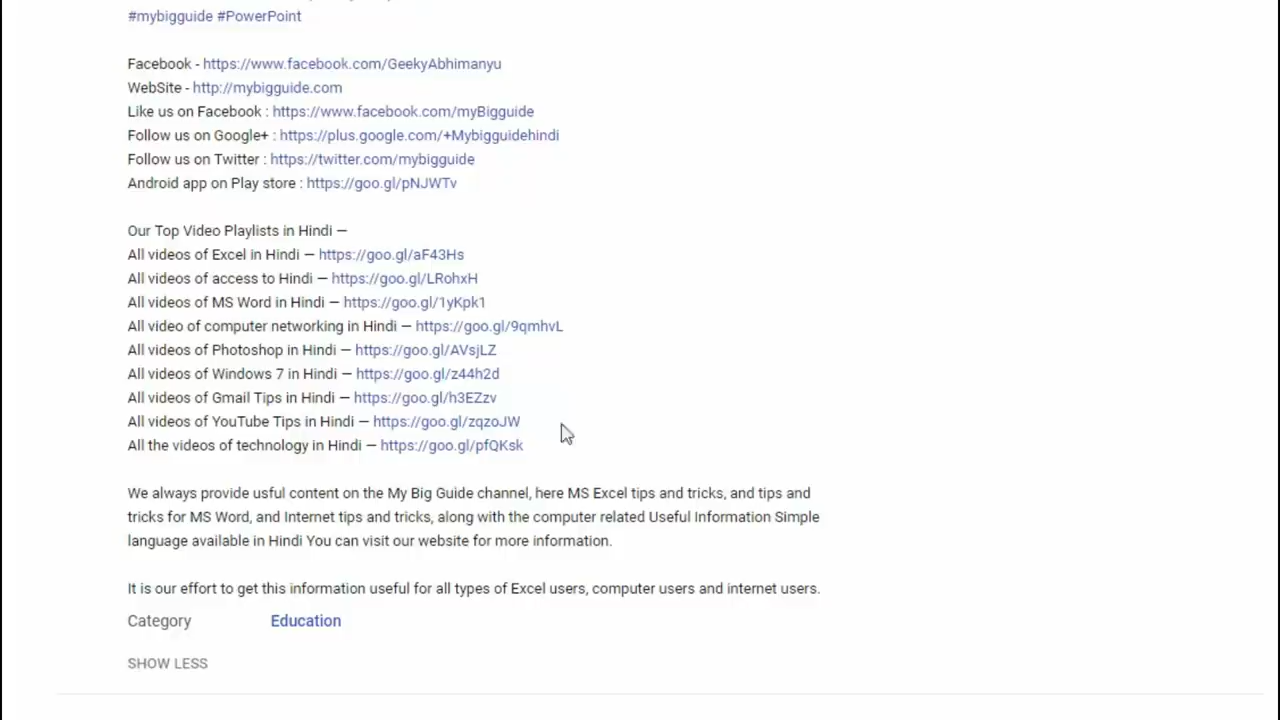 #mybigguide #PowerPoint
Facebook - https://www.facebook.com/GeekyAbhimanyu
WebSite - http://mybigguide.com
Like us on Facebook : https://www.facebook.com/myBigguide
Follow us on Google+ : https://plus.google.com/+Mybigguidehindi
Follow us on Twitter : https://twitter.com/mybigguide
Android app on Play store : https://goo.gl/pNJWTv
Our Top Video Playlists in Hindi —
All videos of Excel in Hindi — https://goo.gl/aF43Hs
All videos of access to Hindi — https://goo.gl/LRohxH
All videos of MS Word in Hindi — https://goo.gl/1yKpk1
All video of computer networking in Hindi — https://goo.gl/9qmhvL
All videos of Photoshop in Hindi — https://goo.gl/AVsjLZ
All videos of Windows 7 in Hindi — https://goo.gl/z44h2d
All videos of Gmail Tips in Hindi — https://goo.gl/h3EZzv
All videos of YouTube Tips in Hindi — https://goo.gl/zqzoJW
All the videos of technology in Hindi — https://goo.gl/pfQKsk
We always provide usful content on the My Big Guide channel, here MS Excel tips and tricks, and tips and
tricks for MS Word, and Internet tips and tricks, along with the computer related Useful Information Simple
language available in Hindi You can visit our website for more information.
It is our effort to get this information useful for all types of Excel users, computer users and internet users.
Category Education
SHOW LESS